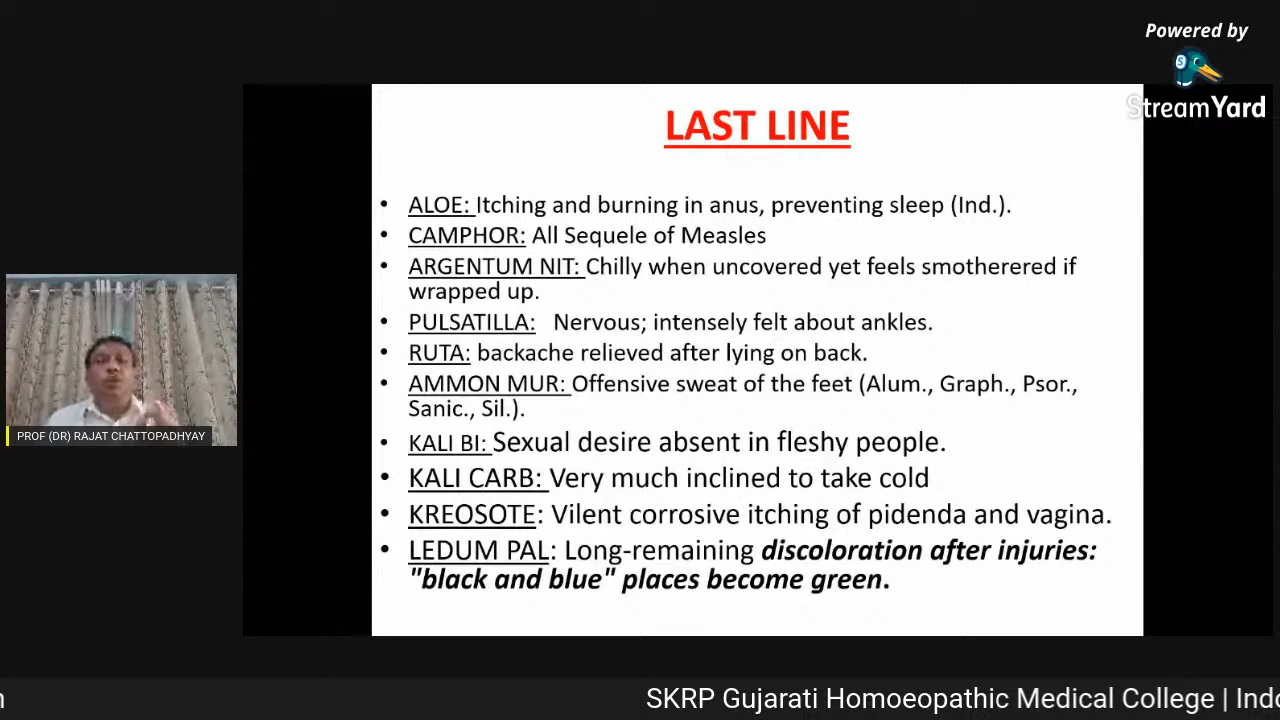 Powered by
StreamYard
LAST LINE
• ALOE: Itching and burning in anus, preventing sleep (Ind.).
• CAMPHOR: All Sequele of Measles
• ARGENTUM NIT: Chilly when uncovered yet feels smotherered if
wrapped up.
• PULSATILLA: Nervous; intensely felt about ankles.
• RUTA: backache relieved after lying on back.
• AMMON MUR: Offensive sweat of the feet (Alum., Graph., Psor.,
Sanic., Sil.).
• KALI BI: Sexual desire absent in fleshy people.
• KALI CARB: Very much inclined to take cold
• KREOSOTE: Vilent corrosive itching of pidenda and vagina.
• LEDUM PAL: Long-remaining discoloration after injuries:
"black and blue" places become green.
PROF (DR) RAJAT CHATTOPADHYAY
SKRP Gujarati Homoeopathic Medical College |